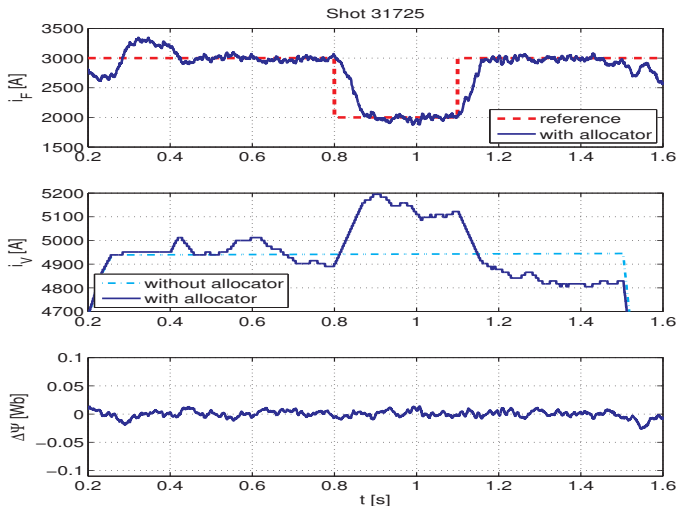 Shot 31725
3500
3000
2500
2000
1500
i_F [A]
reference
with allocator
0.2 0.4 0.6 0.8 1 1.2 1.4 1.6
5200
5100
5000
4900
4800
4700
i_V [A]
without allocator
with allocator
0.2 0.4 0.6 0.8 1 1.2 1.4 1.6
0.1
0.05
0
−0.05
−0.1
ΔΨ [Wb]
0.2 0.4 0.6 0.8 1 1.2 1.4 1.6
t [s]